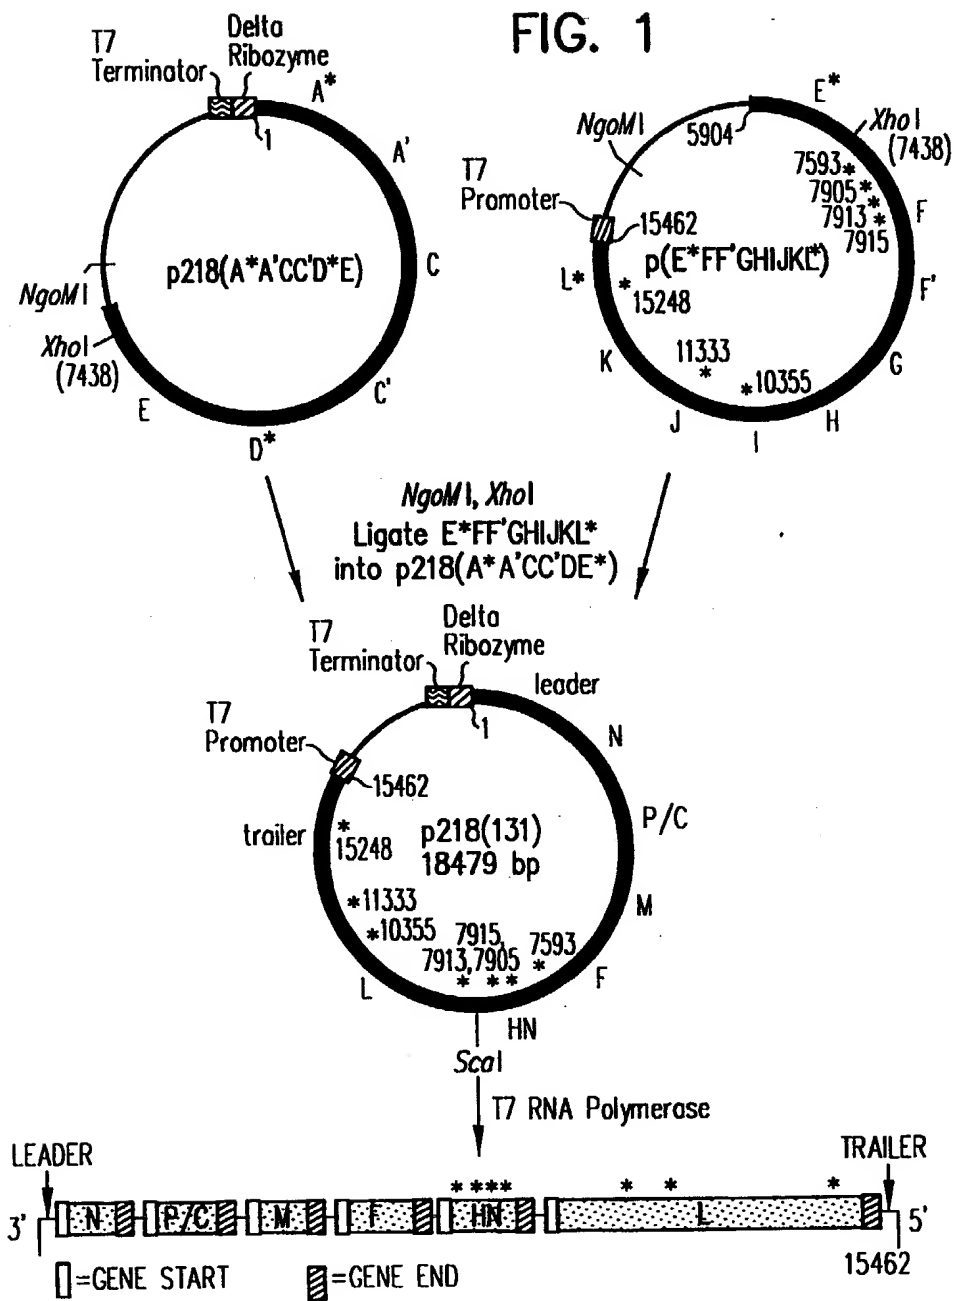 FIG. 1
T7
Terminator
Delta
Ribozyme
A*
1
A'
C
C'
D*
E
XhoI
(7438)
NgoMI
p218(A*A'CC'D*E)
E*
XhoI
(7438)
NgoMI
5904
7593 *
7905 *
7913 *
7915 *
T7
Promoter
15462
p(E*FF'GHIJKL*)
F
F'
G
H
I
J
K
L*
* 15248
11333 *
* 10355
NgoMI, XhoI
Ligate E*FF'GHIJKL*
into p218(A*A'CC'DE*)
T7
Terminator
Delta
Ribozyme
leader
1
T7
Promoter
15462
N
P/C
M
F
HN
L
trailer
p218(131)
18479 bp
*
15248
*11333
*10355
7915,
7913,7905
* * *
7593
*
ScaI
T7 RNA Polymerase
LEADER
TRAILER
* * * * * * *
3' N P/C M F HN L 5'
15462
=GENE START
=GENE END